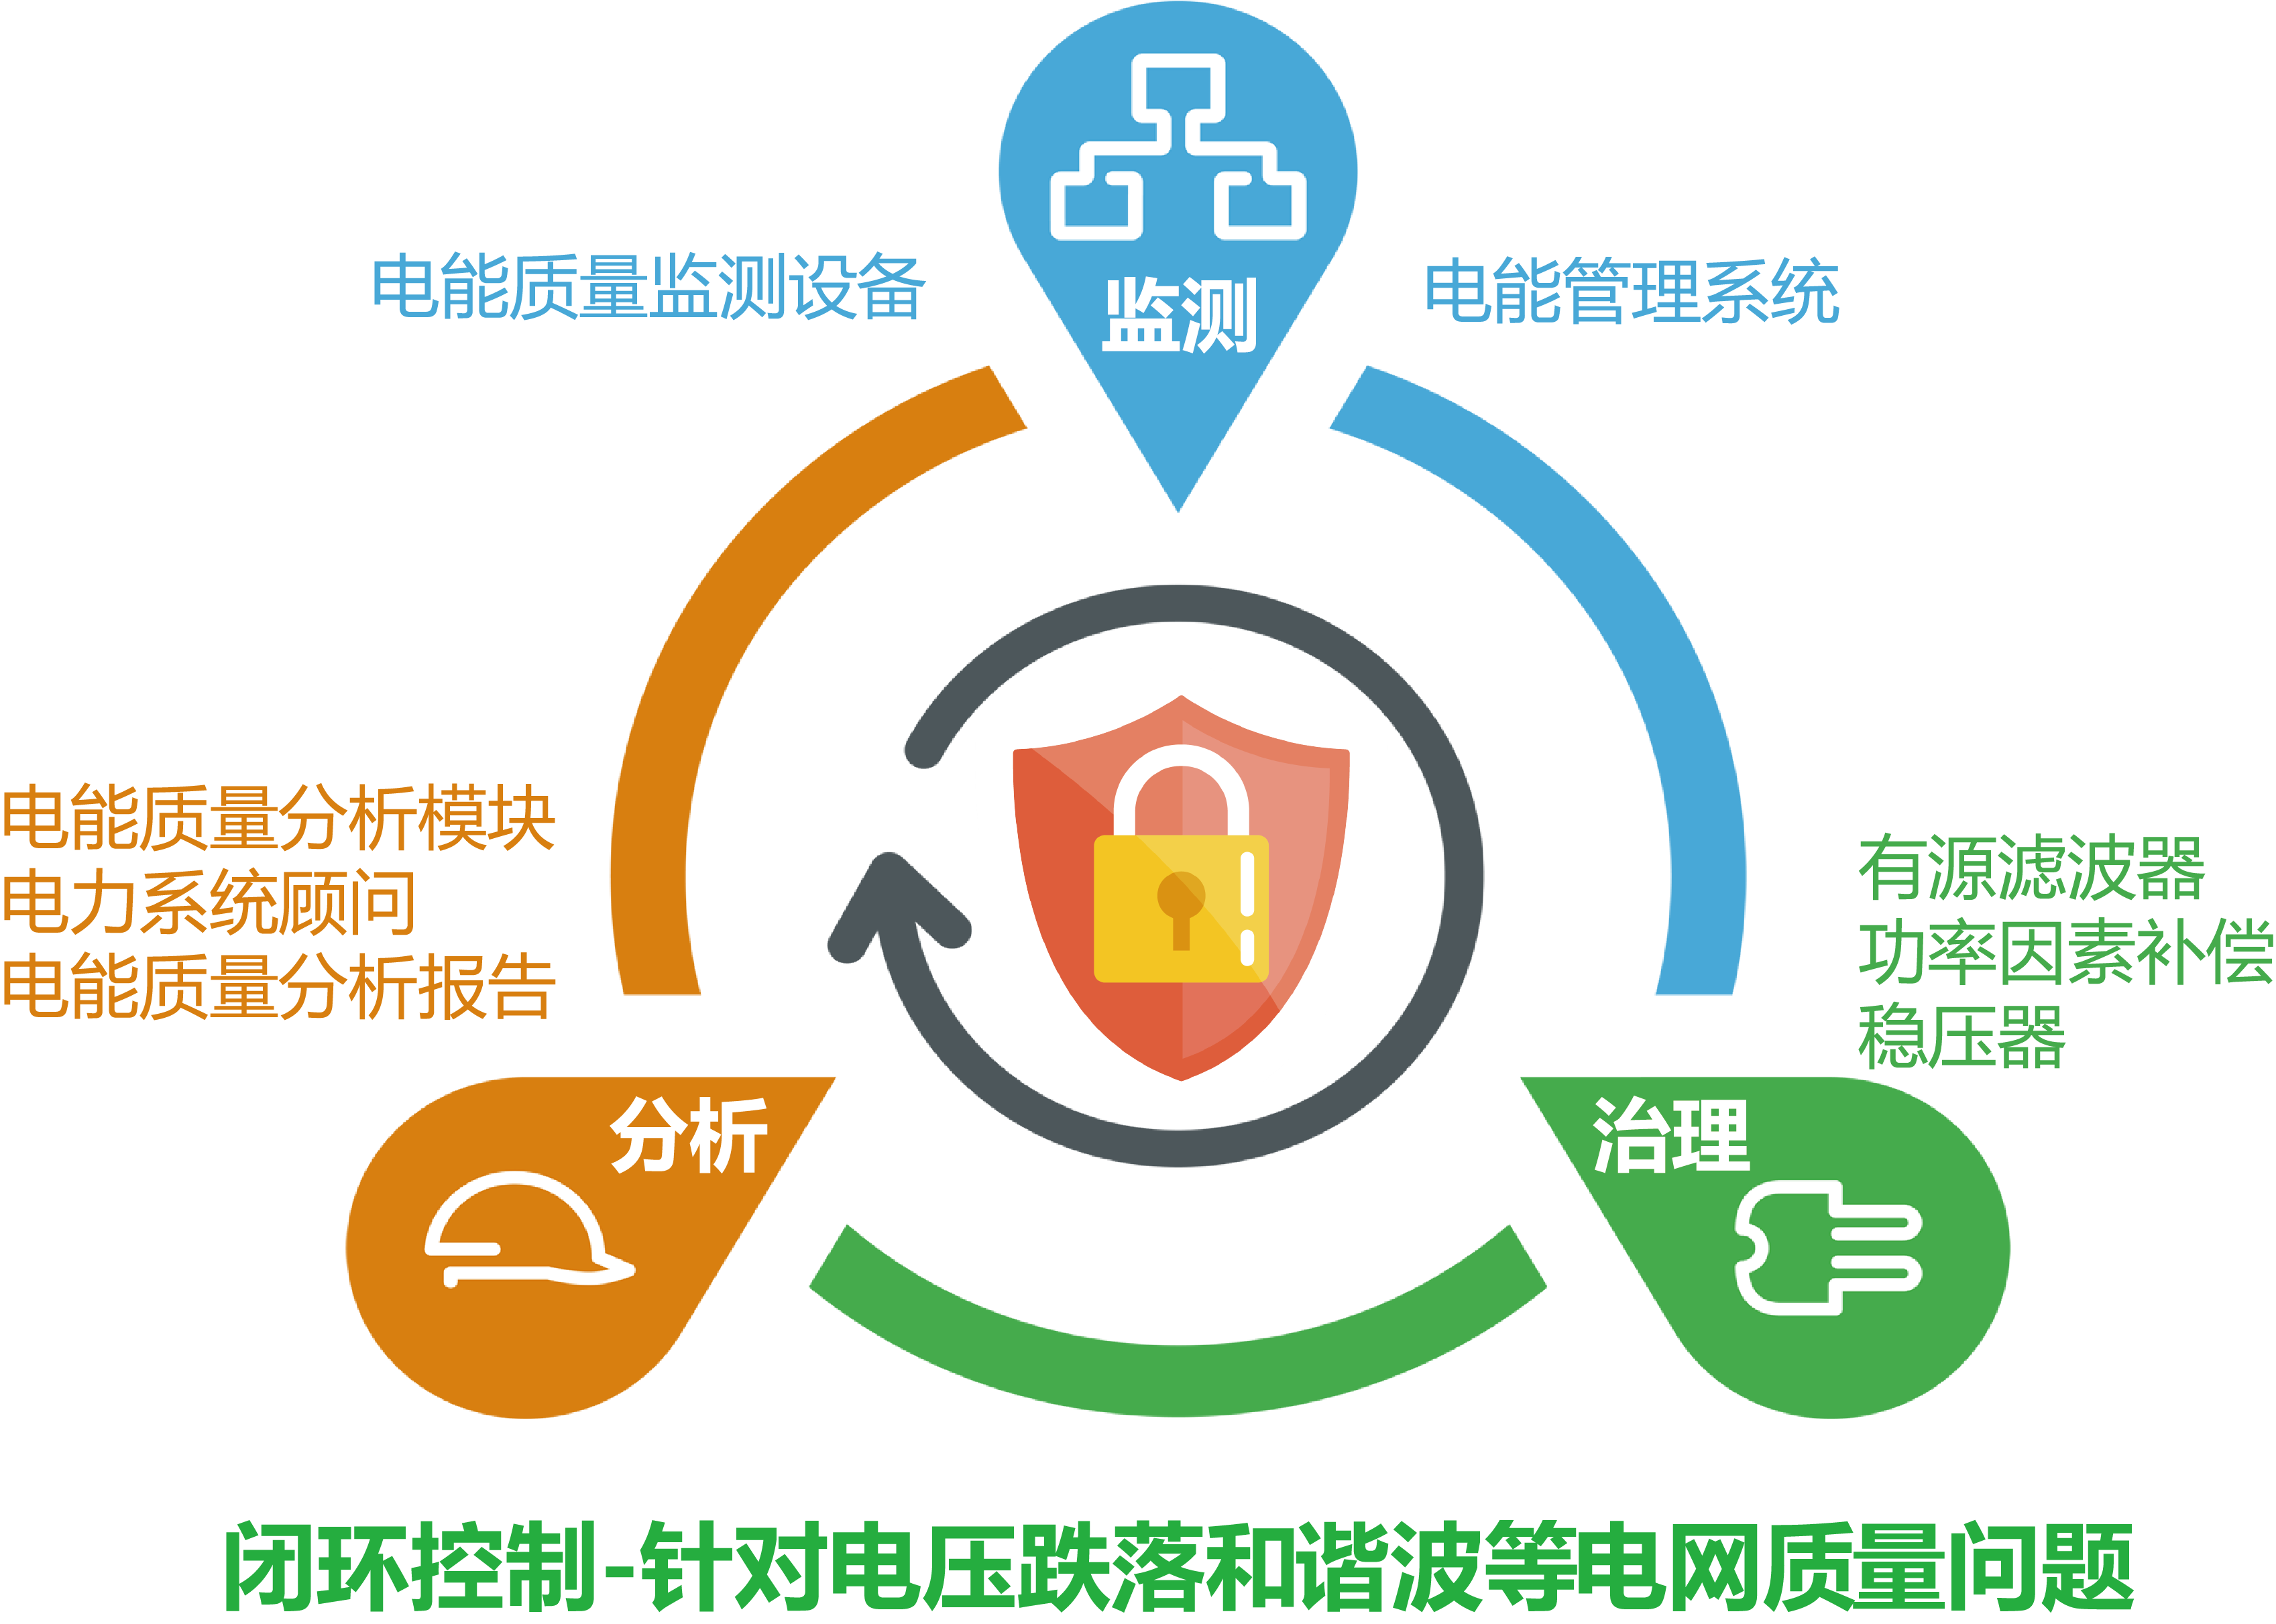 监测
电能质量监测设备
电能管理系统
电能质量分析模块
电力系统顾问
电能质量分析报告
有源滤波器
功率因素补偿
稳压器
分析
治理
闭环控制-针对电压跌落和谐波等电网质量问题